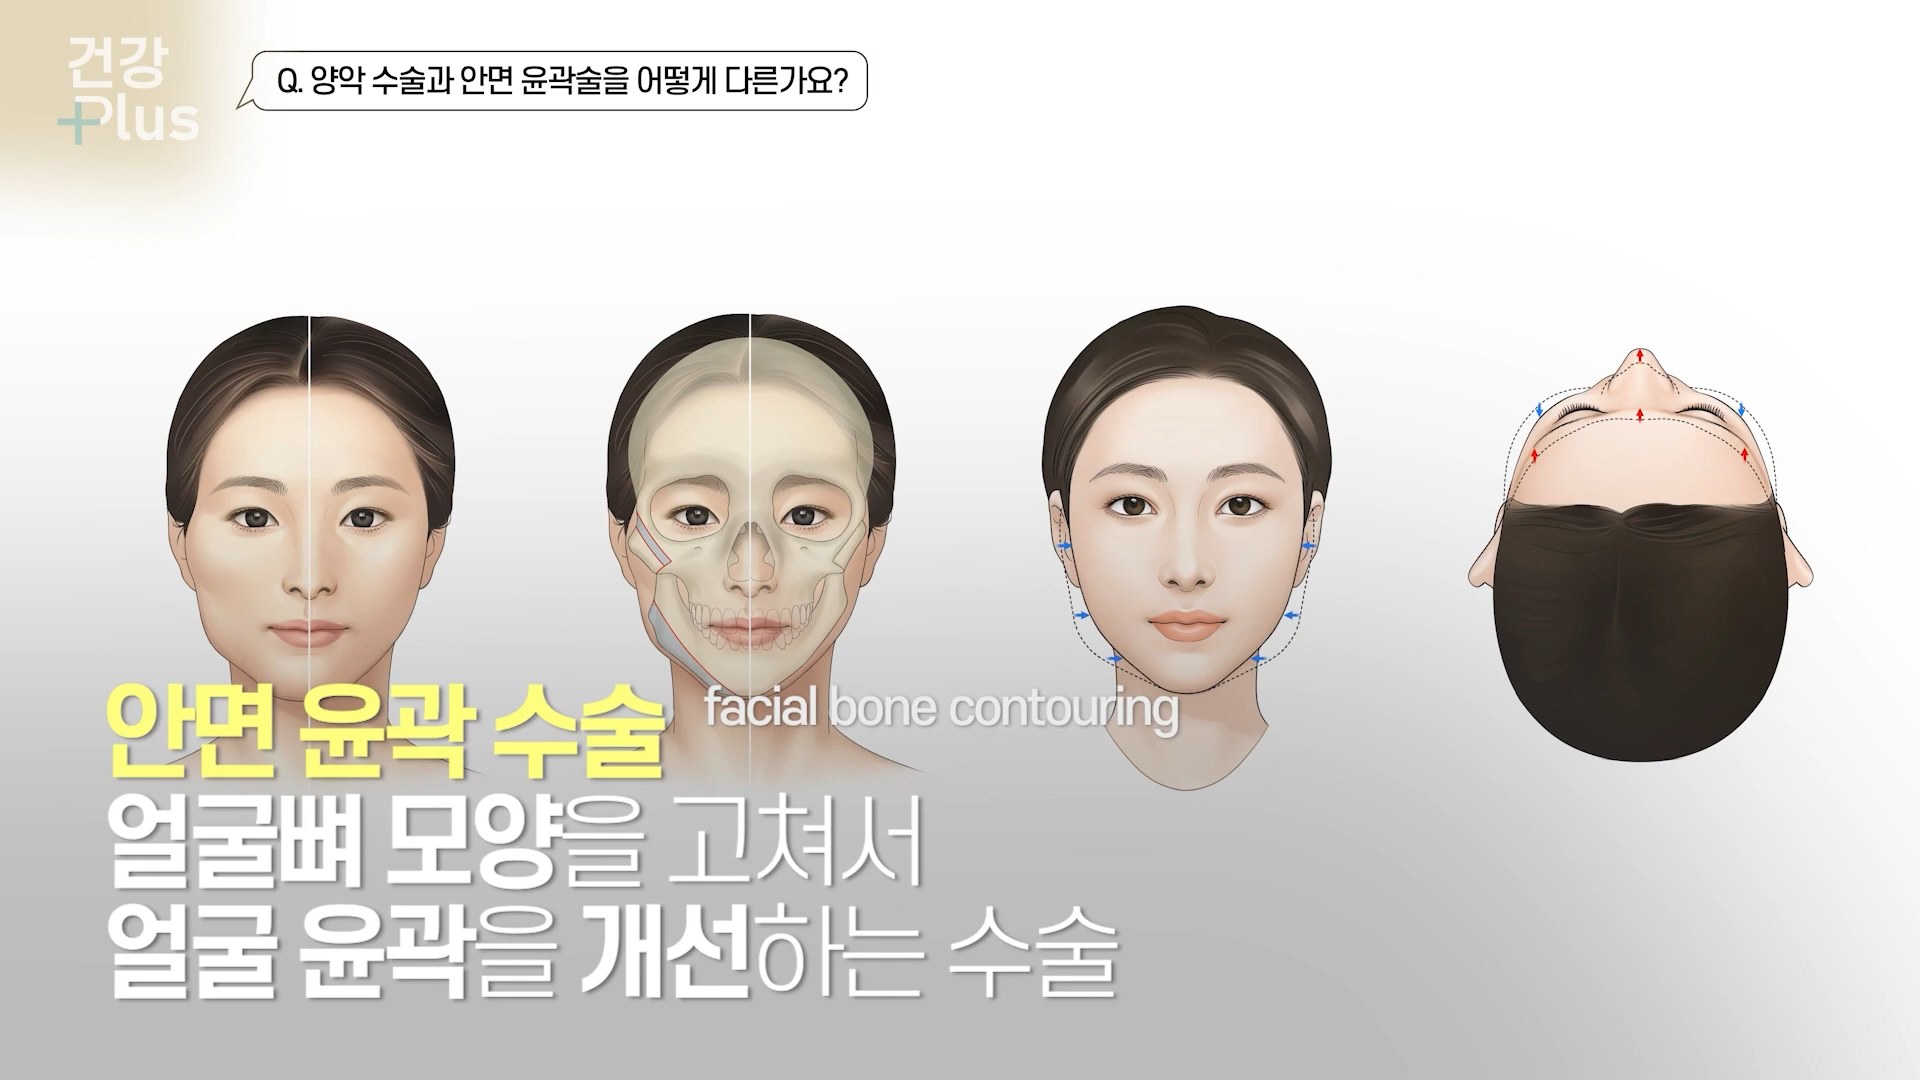 건강
Plus
Q. 양악 수술과 안면 윤곽술을 어떻게 다른가요?
안면 윤곽 수술 facial bone contouring
얼굴뼈 모양을 고쳐서
얼굴 윤곽을 개선하는 수술